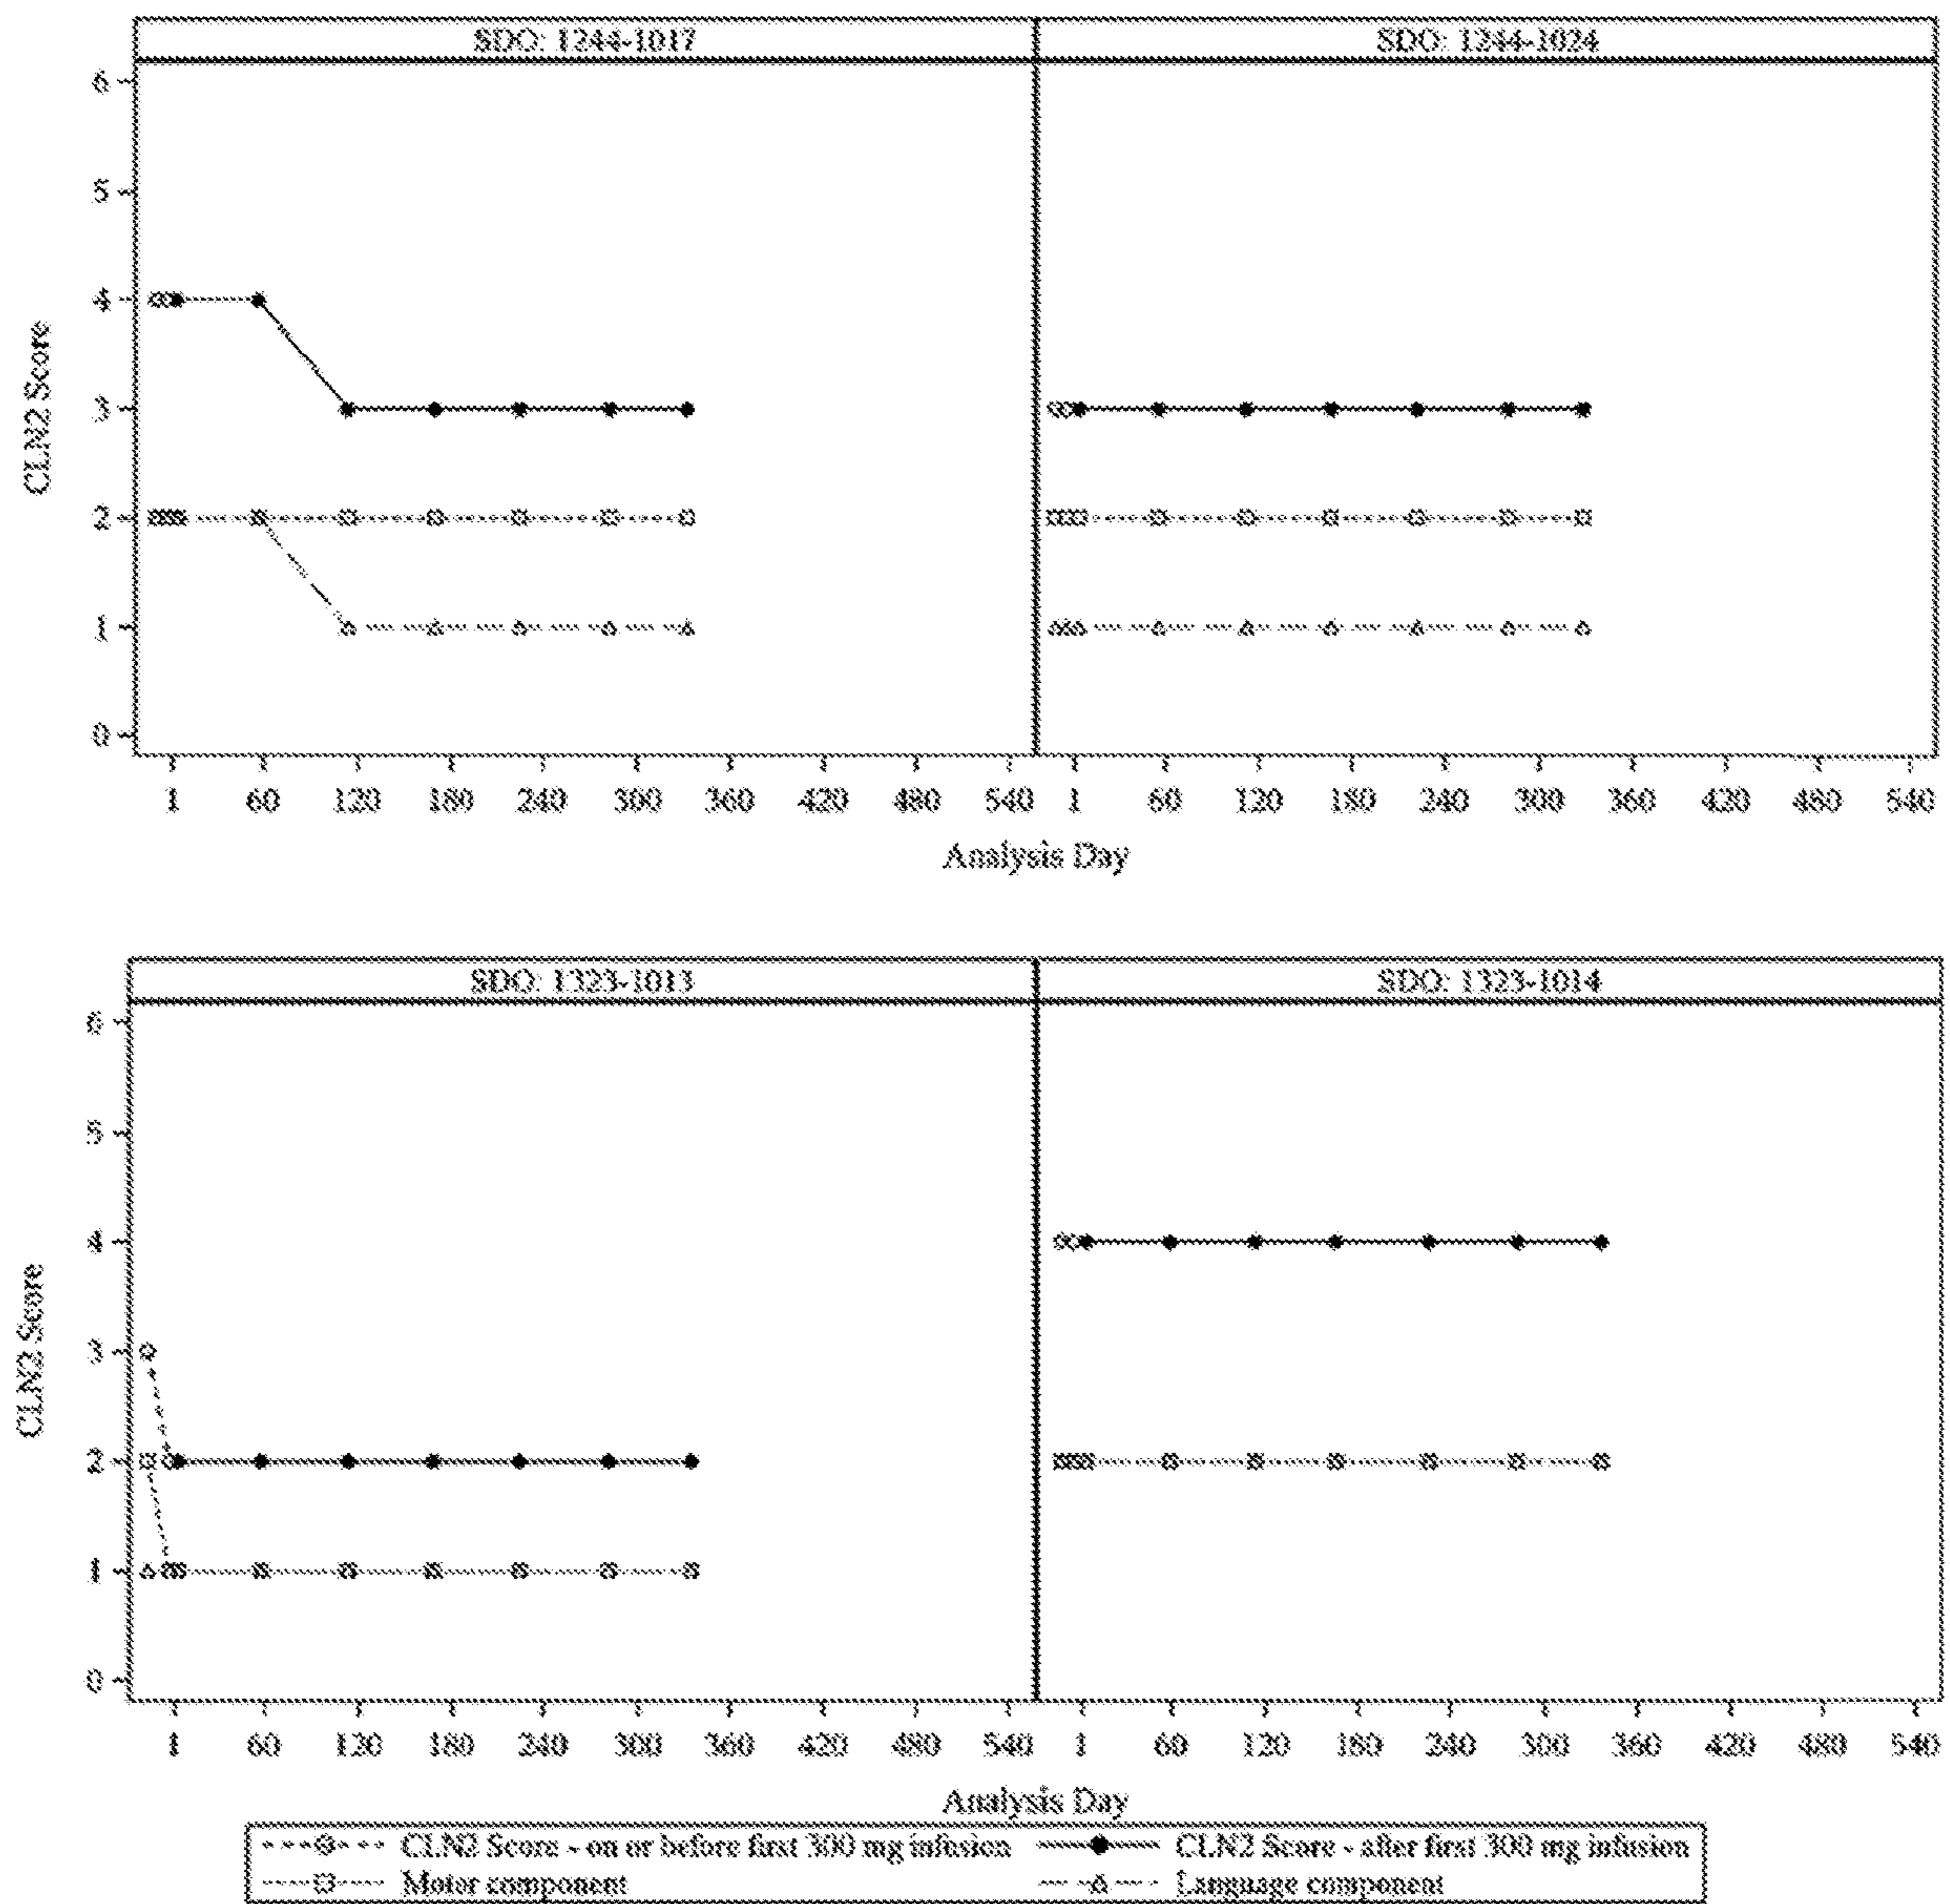 SDO: 1244-1017 SDO: 1244-1024
6
5
4
3
2
1
0
CLN2 Score
1 60 120 180 240 300 360 420 480 540 1 60 120 180 240 300 360 420 480 540
Analysis Day
SDO: 1323-1013 SDO: 1323-1014
6
5
4
3
2
1
0
CLN2 Score
1 60 120 180 240 300 360 420 480 540 1 60 120 180 240 300 360 420 480 540
Analysis Day
CLN2 Score - on or before first 300 mg infusion CLN2 Score - after first 300 mg infusion
Motor component Language component